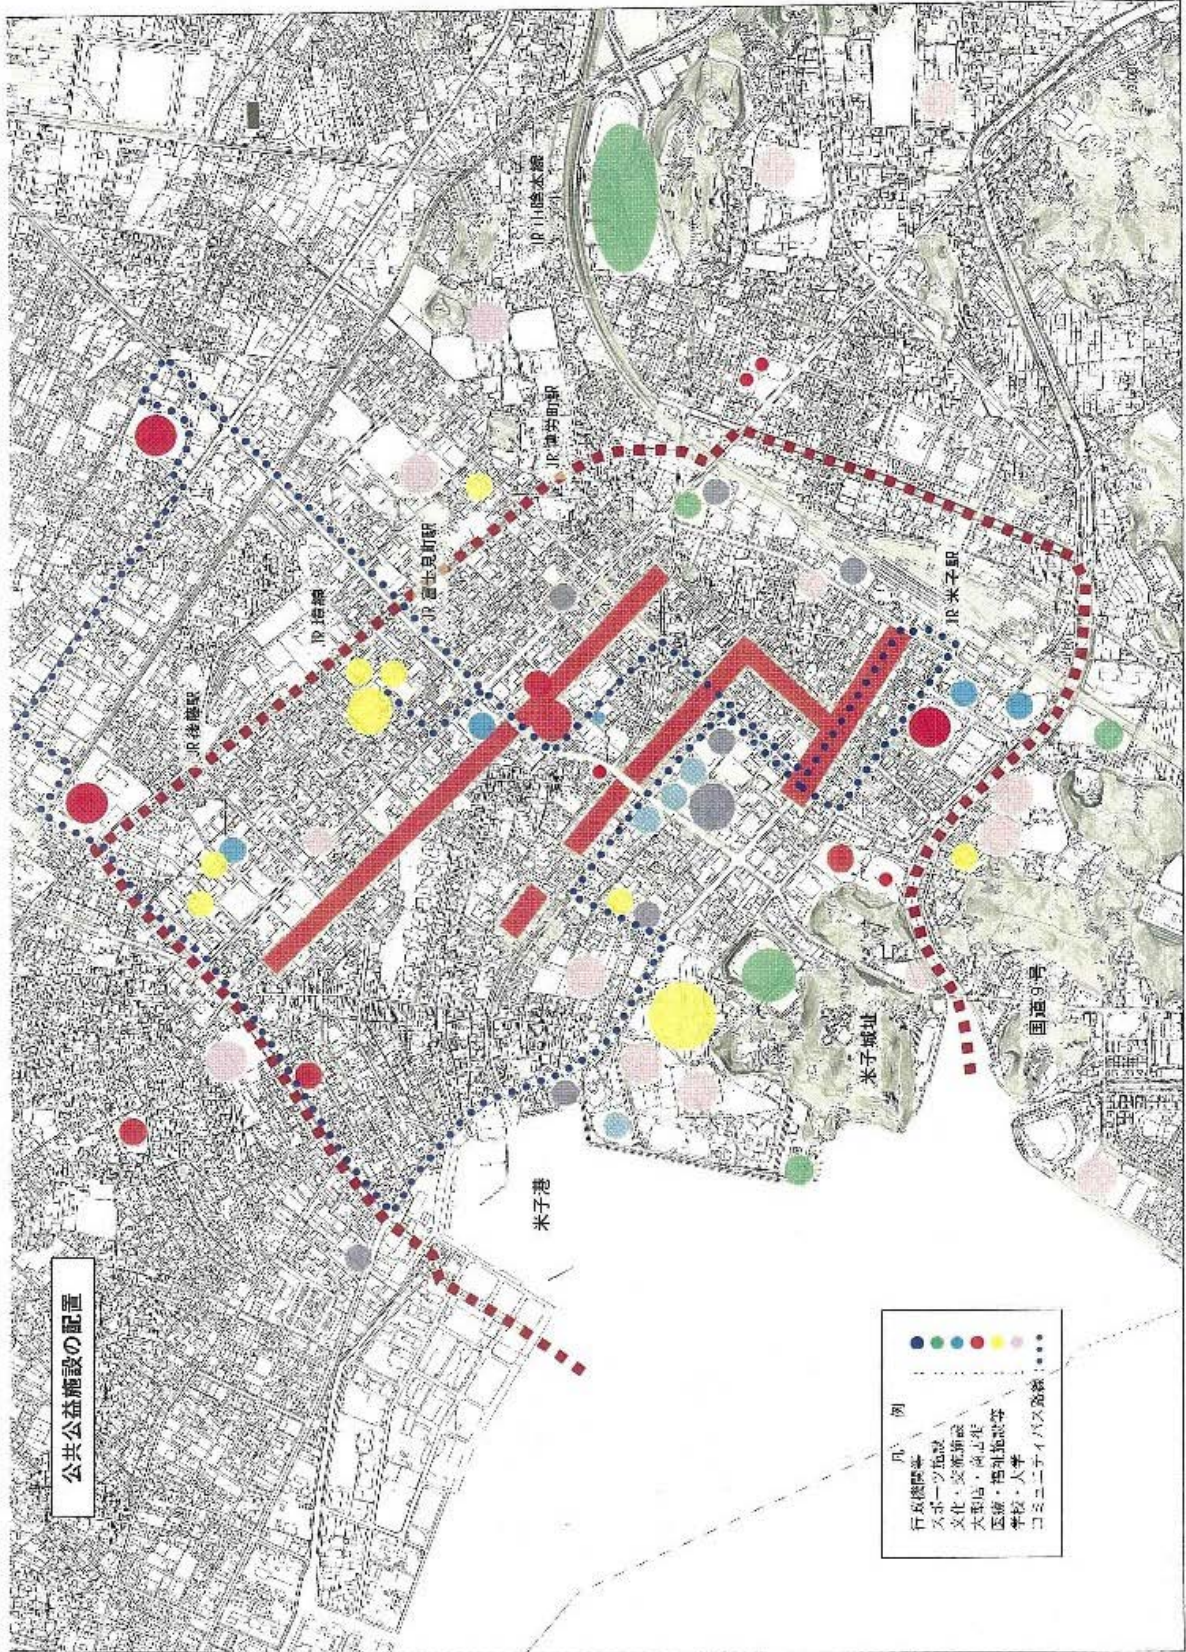 公共公益施設の配置
JR後藤駅
JR境線
JR富士見町駅
JR博労町駅
JR山陰本線
JR米子駅
米子港
米子城址
国道9号
凡 例
行政機関等
スポーツ施設
文化・交流施設
大型店・商店街
医療・福祉施設等
学校・大学
コミュニティバス路線